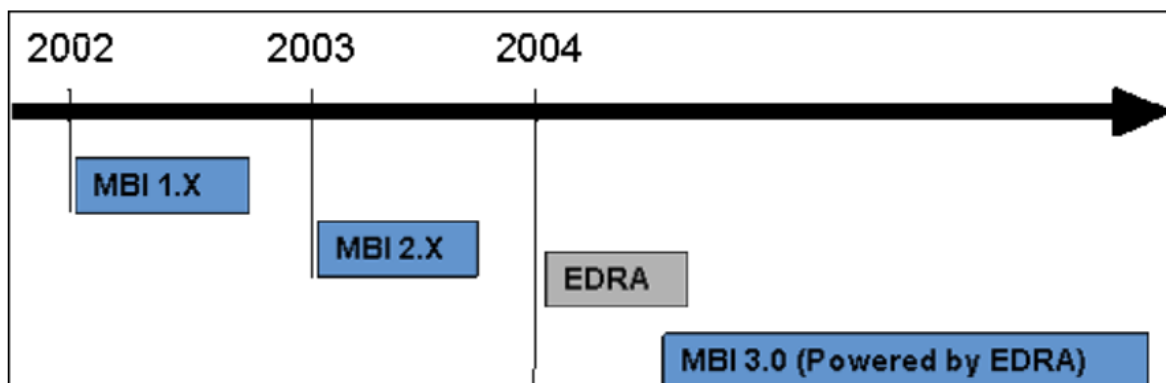 2002 2003 2004
MBI 1.X
MBI 2.X
EDRA
MBI 3.0 (Powered by EDRA)